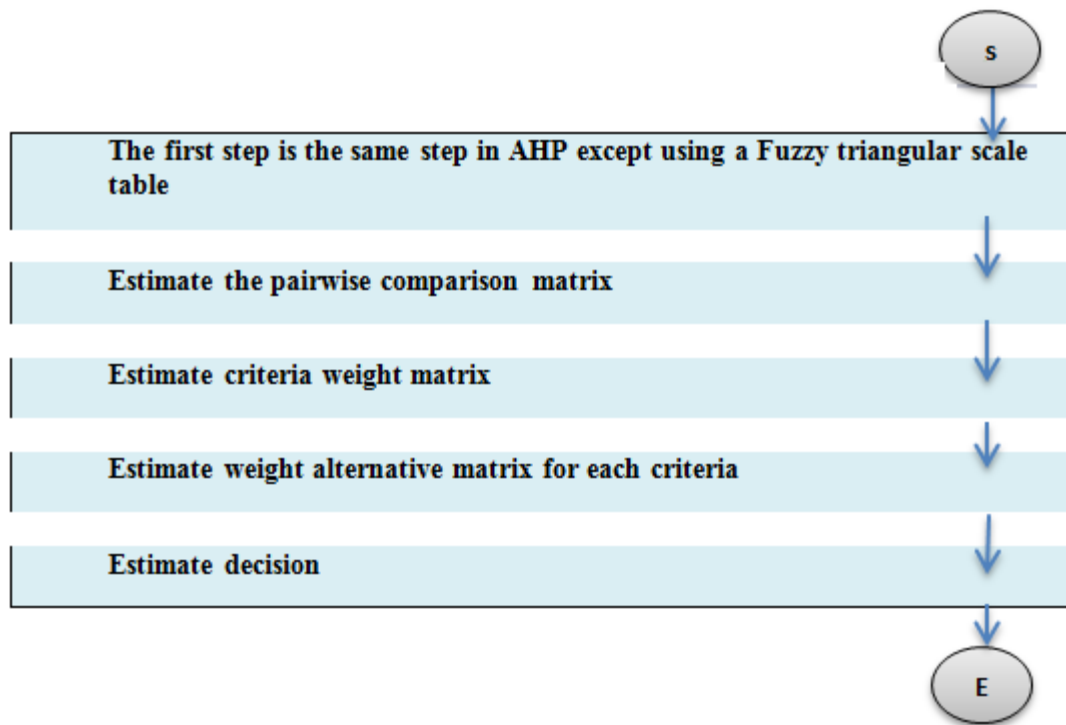 s
The first step is the same step in AHP except using a Fuzzy triangular scale
table
Estimate the pairwise comparison matrix
Estimate criteria weight matrix
Estimate weight alternative matrix for each criteria
Estimate decision
E